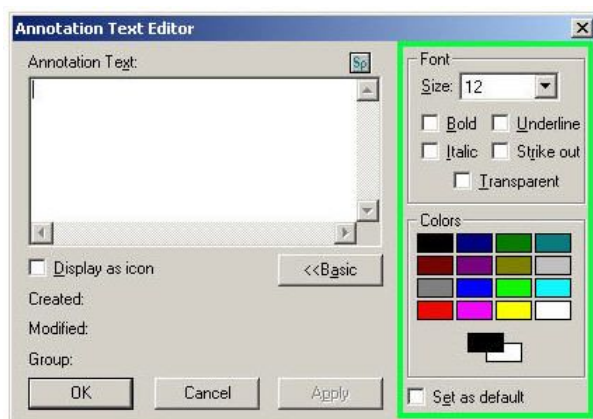 Annotation Text Editor
Annotation Text:
Sp
Display as icon
<<Basic
Created:
Modified:
Group:
OK
Cancel
Apply
Font
Size: 12
Bold Underline
Italic Strike out
Transparent
Colors
Set as default